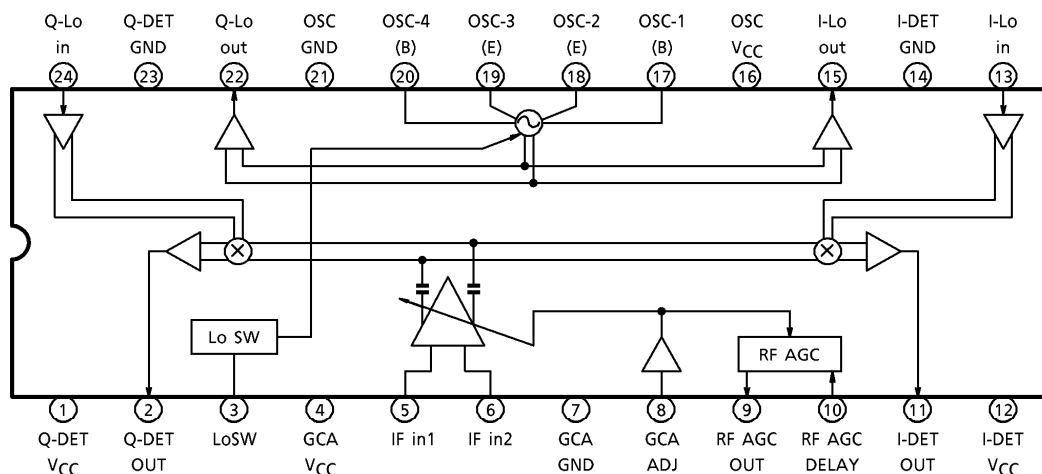 Q-Lo Q-DET Q-Lo OSC OSC-4 OSC-3 OSC-2 OSC-1 OSC I-Lo I-DET I-Lo
in GND out GND (B) (E) (E) (B) VCC out GND in
24 23 22 21 20 19 18 17 16 15 14 13
Lo SW
RF AGC
1 2 3 4 5 6 7 8 9 10 11 12
Q-DET Q-DET LoSW GCA IF in1 IF in2 GCA GCA RF AGC RF AGC I-DET I-DET
VCC OUT VCC GND ADJ OUT DELAY OUT VCC